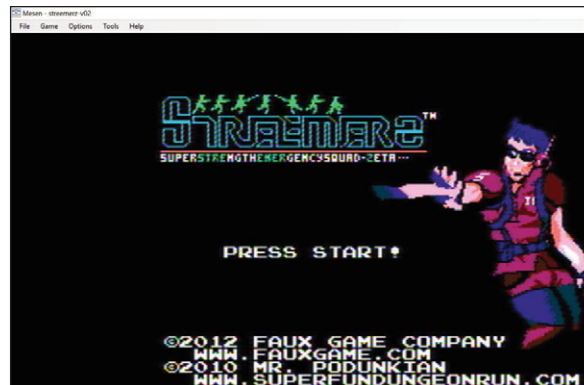 Mesen - streemerz-v02
File Game Options Tools Help
STREEMERZ™
SUPERSTRENGTHEMERGENCYSQUAD-ZETA...
PRESS START!
©2012 FAUX GAME COMPANY
WWW.FAUXGAME.COM
©2010 MR. PODUNKIAN
WWW.SUPERFUNDUNGEONRUN.COM